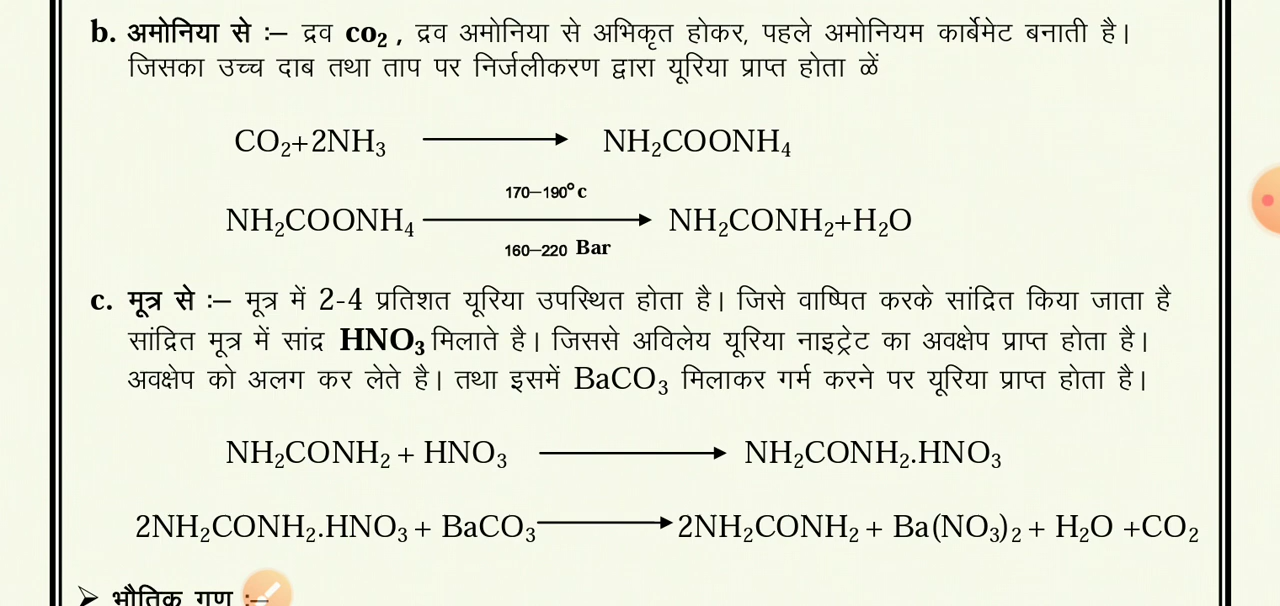 b. अमोनिया से :– द्रव co₂ , द्रव अमोनिया से अभिकृत होकर, पहले अमोनियम कार्बेमेट बनाती है।
जिसका उच्च दाब तथा ताप पर निर्जलीकरण द्वारा यूरिया प्राप्त होता ळें
CO₂+2NH₃ ⟶ NH₂COONH₄
170–190°c
NH₂COONH₄ ⟶ NH₂CONH₂+H₂O
160–220 Bar
c. मूत्र से :– मूत्र में 2-4 प्रतिशत यूरिया उपस्थित होता है। जिसे वाष्पित करके सांद्रित किया जाता है
सांद्रित मूत्र में सांद्र HNO₃ मिलाते है। जिससे अविलेय यूरिया नाइट्रेट का अवक्षेप प्राप्त होता है।
अवक्षेप को अलग कर लेते है। तथा इसमें BaCO₃ मिलाकर गर्म करने पर यूरिया प्राप्त होता है।
NH₂CONH₂ + HNO₃ ⟶ NH₂CONH₂.HNO₃
2NH₂CONH₂.HNO₃ + BaCO₃ ⟶ 2NH₂CONH₂ + Ba(NO₃)₂ + H₂O +CO₂
➢ भौतिक गुण :–